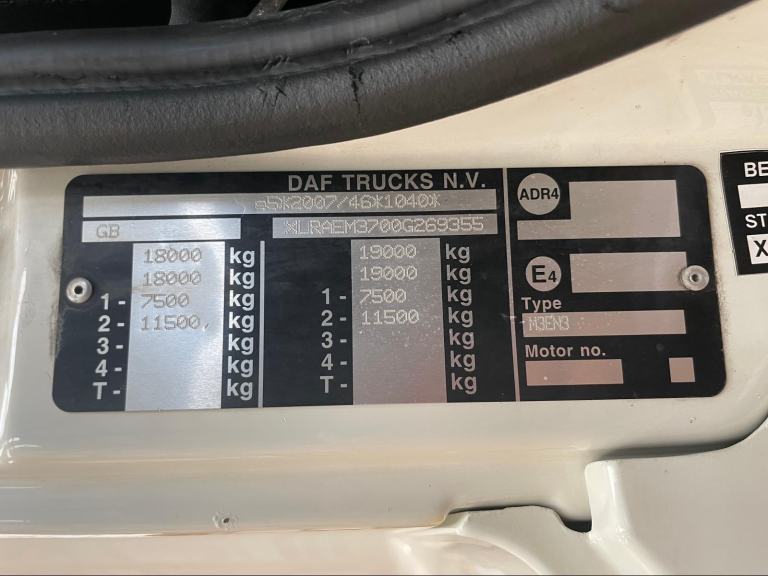 DAF TRUCKS N.V.
e5*2007/46*1040*
GB XLRAEM3700G269355
18000 kg 19000 kg
18000 kg 19000 kg
1- 7500 kg 1- 7500 kg
2- 11500 kg 2- 11500 kg
3- kg 3- kg
4- kg 4- kg
T- kg T- kg
ADR4
E4
Type
M3EN3
Motor no.
BE
ST
X